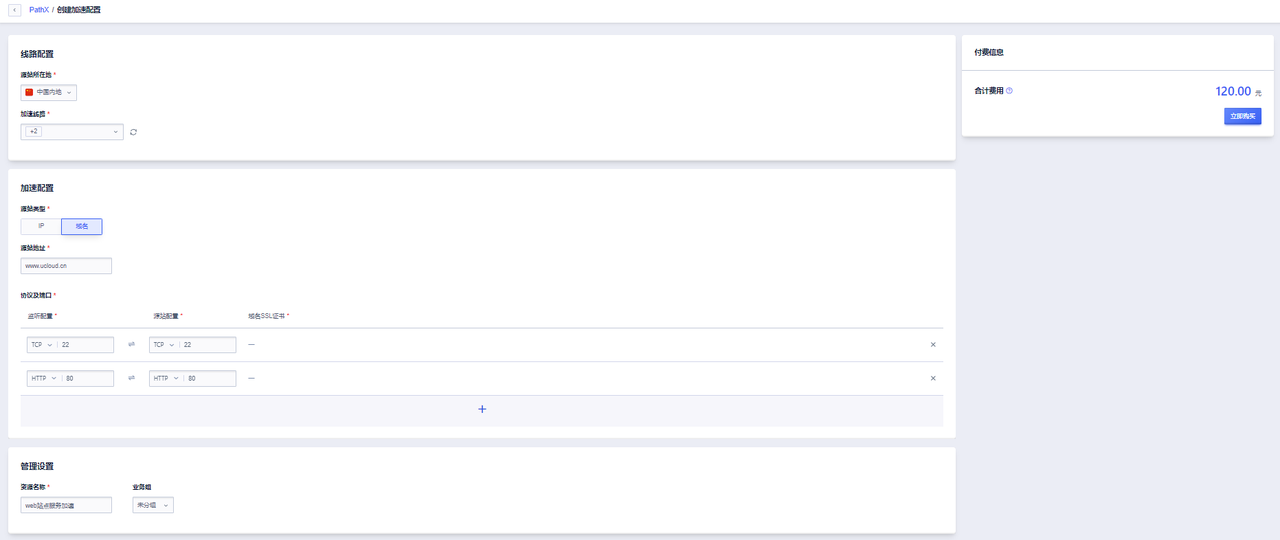 PathX / 创建加速配置
线路配置
源站所在地 *
中国内地
加速线路 *
+2
加速配置
源站类型 *
IP 域名
源站地址 *
www.ucloud.cn
协议及端口 *
监听配置 * 源站配置 * 域名SSL证书 *
TCP 22 TCP 22 —
HTTP 80 HTTP 80 —
+
管理设置
资源名称 * 业务组
web站点服务加速 未分组
付费信息
合计费用 120.00 元
立即购买